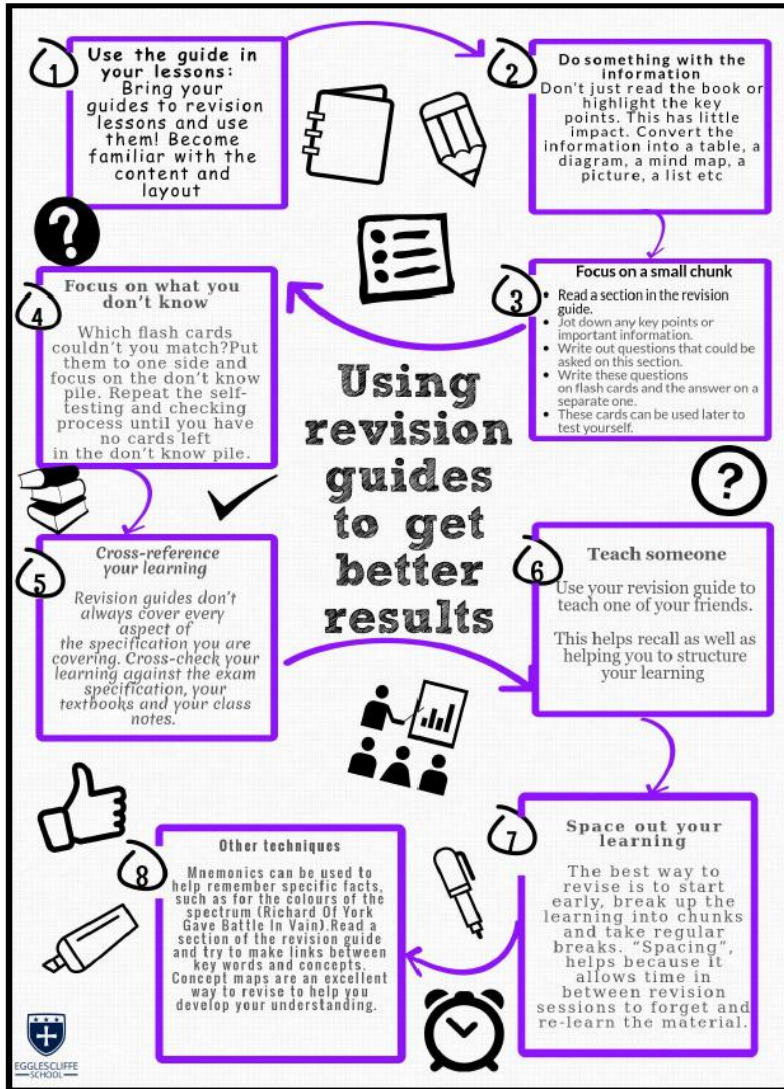 1
Use the guide in
your lessons:
Bring your
guides to revision
lessons and use
them! Become
familiar with the
content and
layout
2
Do something with the
information
Don't just read the book or
highlight the key
points. This has little
impact. Convert the
information into a table, a
diagram, a mind map, a
picture, a list etc
3
Focus on a small chunk
• Read a section in the revision
guide.
• Jot down any key points or
important information.
• Write out questions that could be
asked on this section.
• Write these questions
on flash cards and the answer on a
separate one.
• These cards can be used later to
test yourself.
4
Focus on what you
don't know
Which flash cards
couldn't you match?Put
them to one side and
focus on the don't know
pile. Repeat the self-
testing and checking
process until you have
no cards left
in the don't know pile.
Using
revision
guides
to get
better
results
5
Cross-reference
your learning
Revision guides don't
always cover every
aspect of
the specification you are
covering. Cross-check your
learning against the exam
specification, your
textbooks and your class
notes.
6
Teach someone
Use your revision guide to
teach one of your friends.
This helps recall as well as
helping you to structure
your learning
7
Space out your
learning
The best way to
revise is to start
early, break up the
learning into chunks
and take regular
breaks. “Spacing”,
helps because it
allows time in
between revision
sessions to forget and
re-learn the material.
8
Other techniques
Mnemonics can be used to
help remember specific facts,
such as for the colours of the
spectrum (Richard Of York
Gave Battle In Vain).Read a
section of the revision guide
and try to make links between
key words and concepts.
Concept maps are an excellent
way to revise to help you
develop your understanding.
EGGLESCLIFFE
SCHOOL